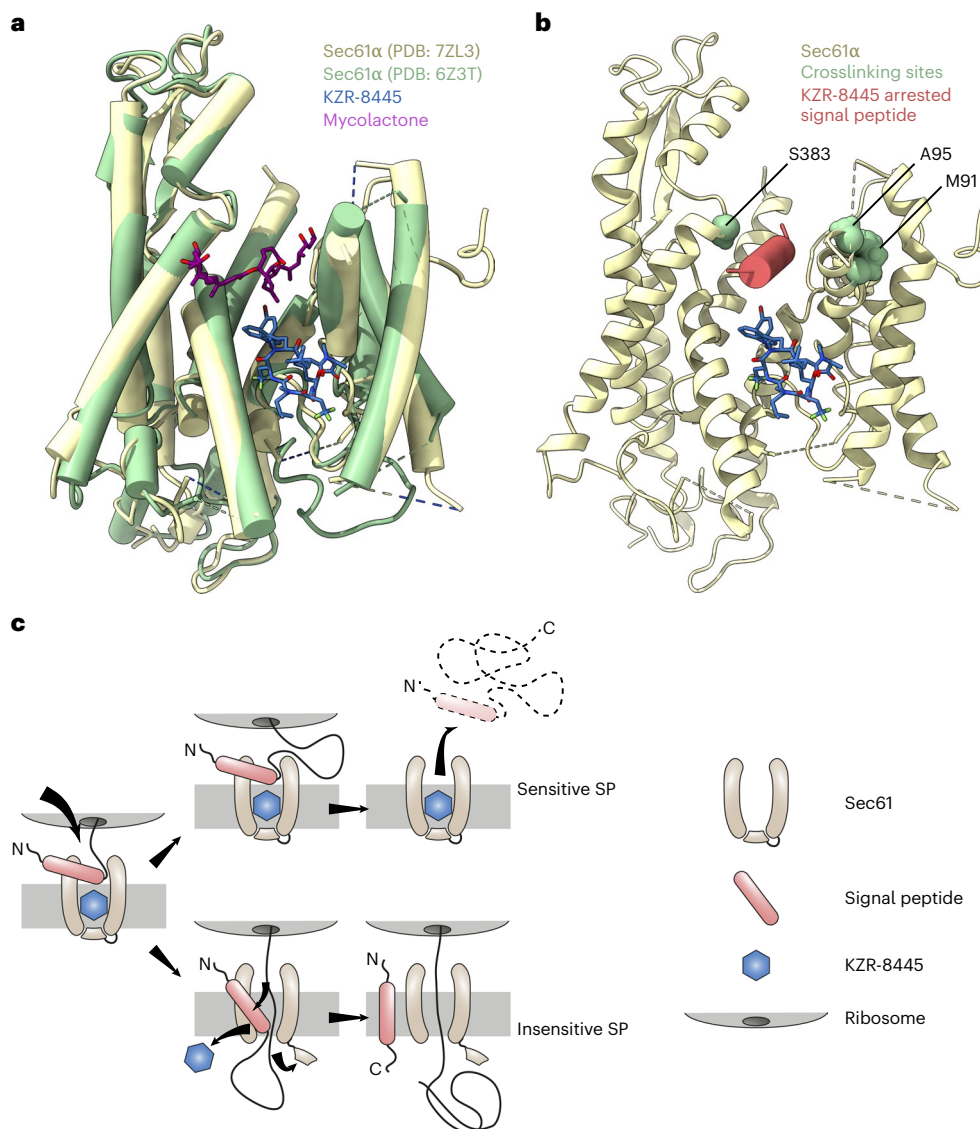 a
Sec61α (PDB: 7ZL3)
Sec61α (PDB: 6Z3T)
KZR-8445
Mycolactone
b
Sec61α
Crosslinking sites
KZR-8445 arrested
signal peptide
S383
A95
M91
c
C
N
N
Sensitive SP
Sec61
N
Signal peptide
N
N
KZR-8445
Insensitive SP
Ribosome
C